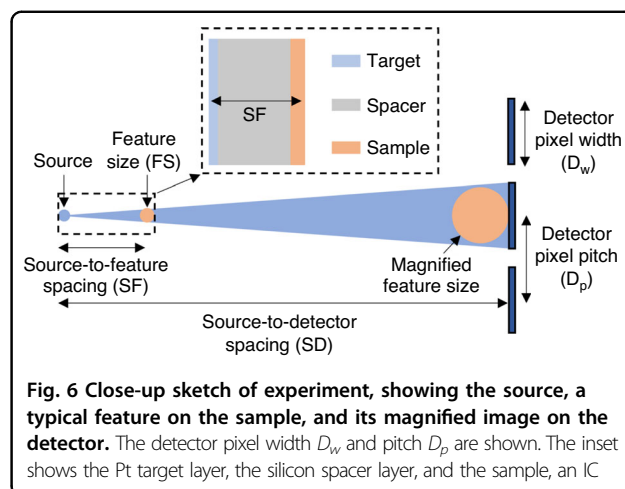 Target
Spacer
Sample
SF
Feature
size (FS)
Source
Detector
pixel width
(Dw)
Detector
pixel pitch
(Dp)
Source-to-feature
spacing (SF)
Magnified
feature size
Source-to-detector
spacing (SD)
Fig. 6 Close-up sketch of experiment, showing the source, a
typical feature on the sample, and its magnified image on the
detector. The detector pixel width Dw and pitch Dp are shown. The inset
shows the Pt target layer, the silicon spacer layer, and the sample, an IC